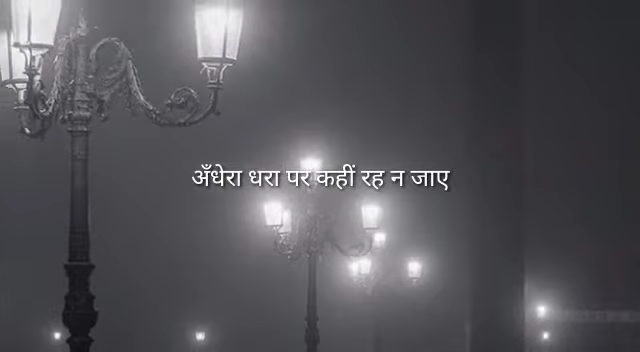 अँधेरा धरा पर कहीं रह न जाए